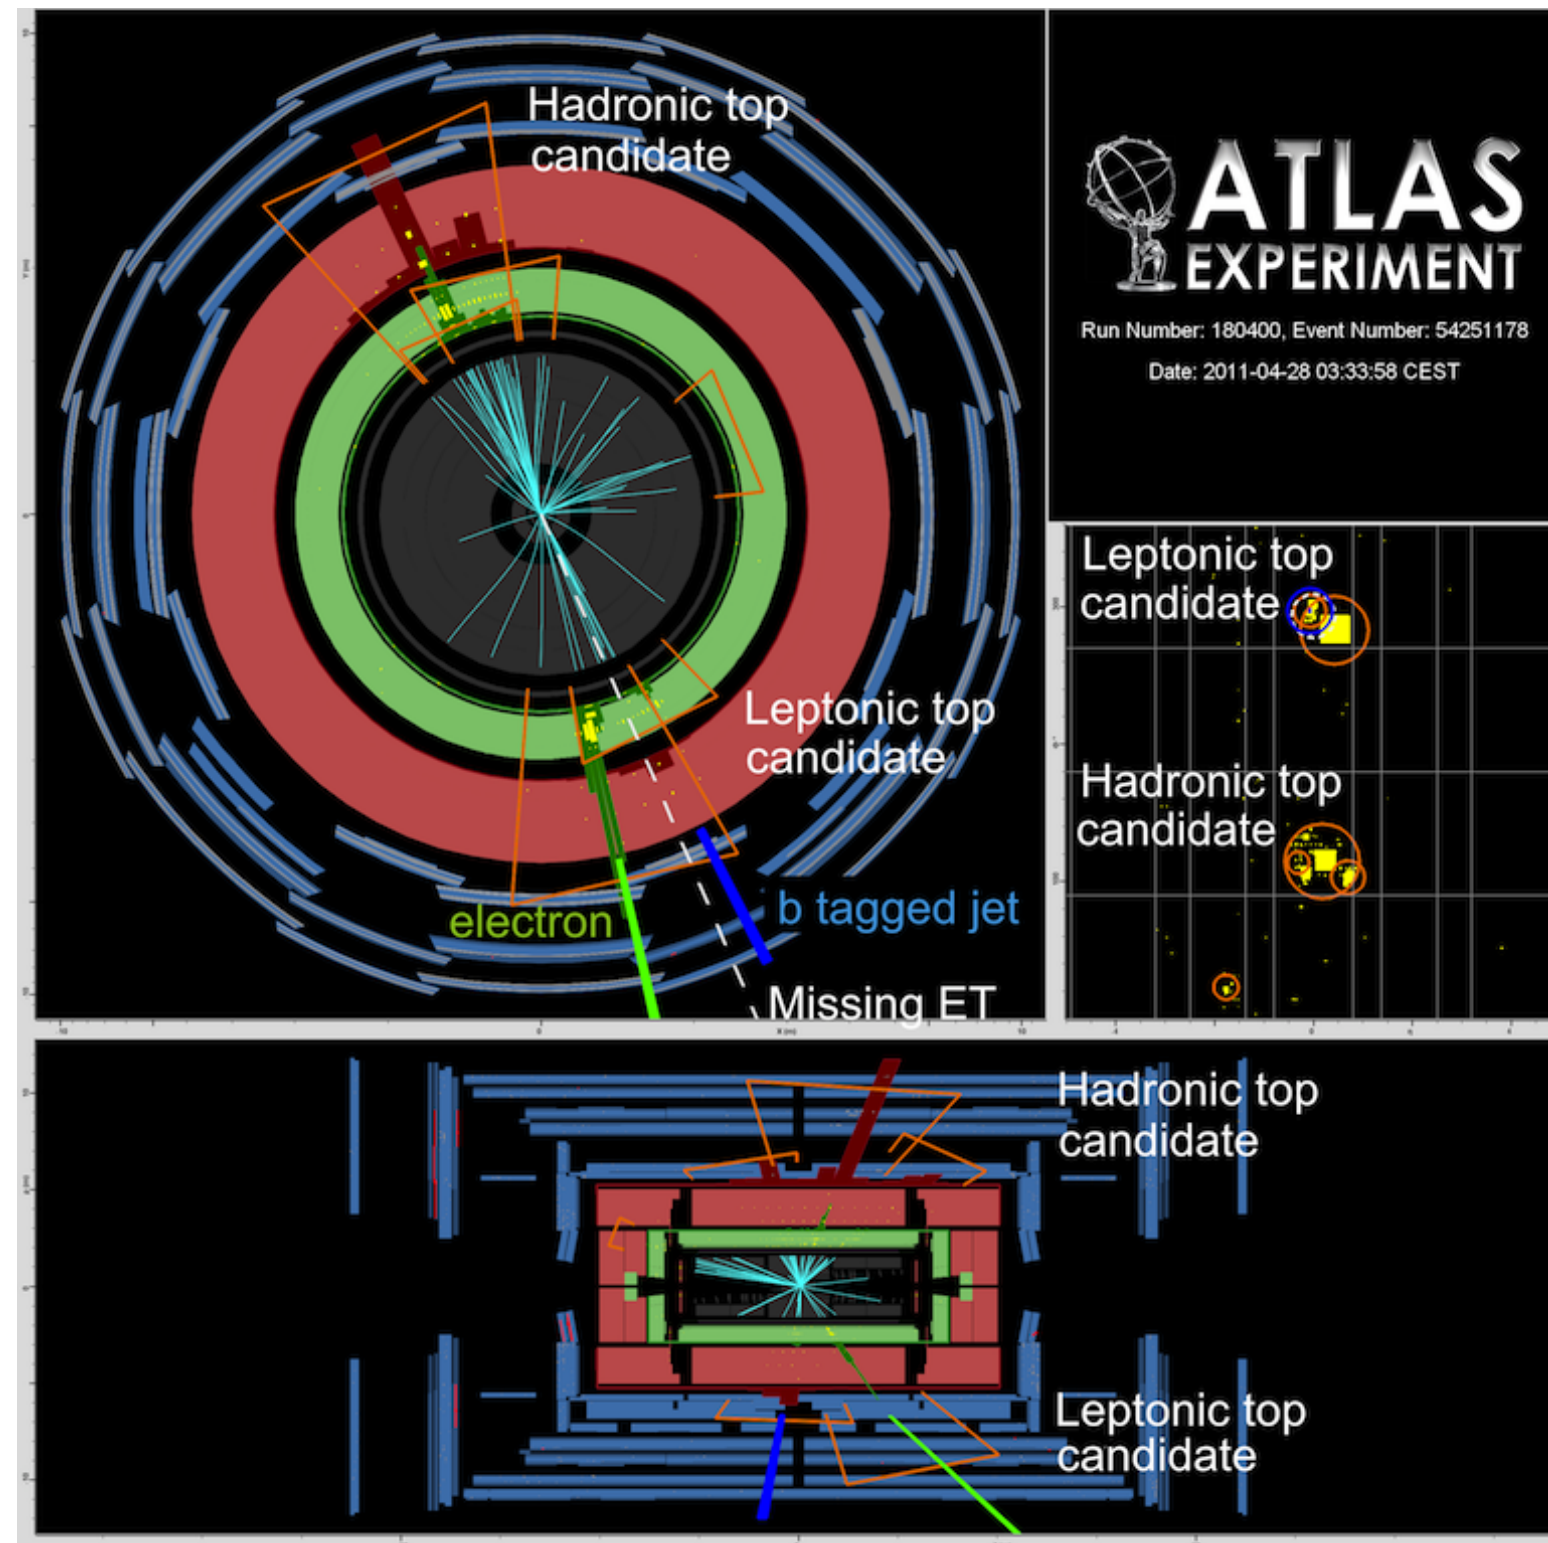 Hadronic top
candidate
Leptonic top
candidate
electron
b tagged jet
Missing ET
ATLAS
EXPERIMENT
Run Number: 180400, Event Number: 54251178
Date: 2011-04-28 03:33:58 CEST
Leptonic top
candidate
Hadronic top
candidate
Hadronic top
candidate
Leptonic top
candidate